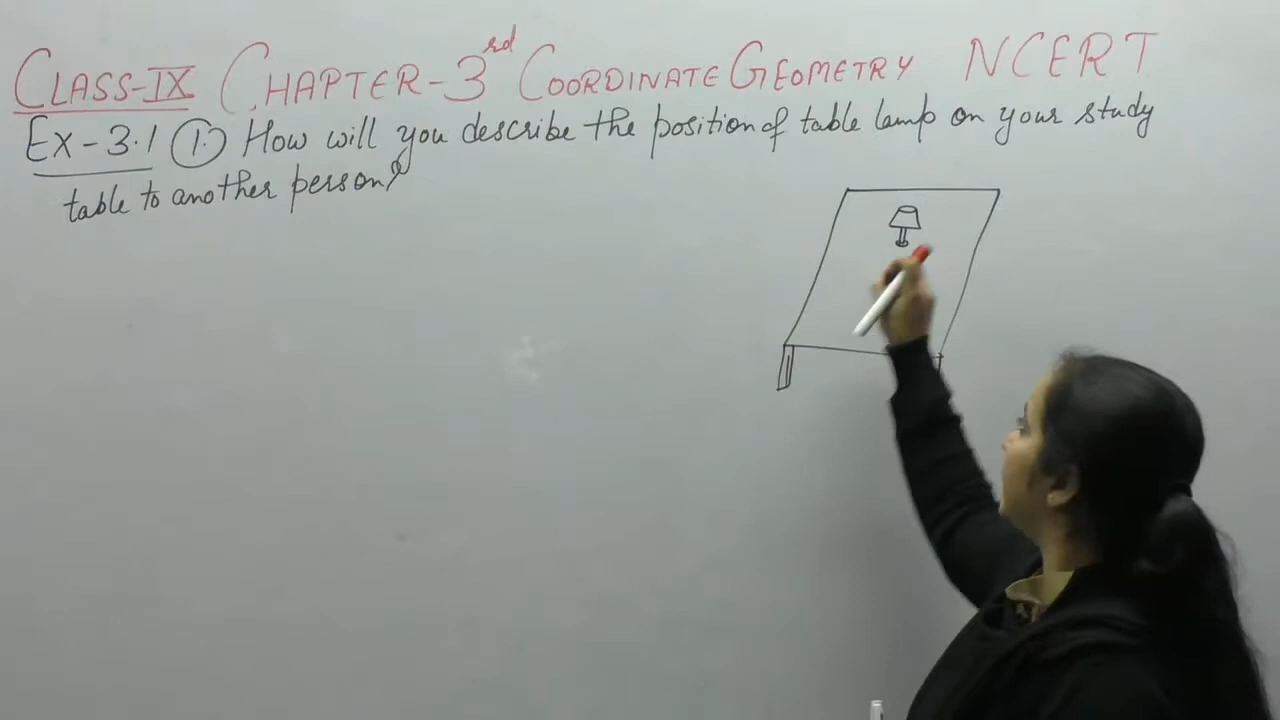 CLASS-IX CHAPTER-3rd COORDINATE GEOMETRY NCERT
Ex-3.1 1. How will you describe the position of table lamp on your study
table to another person?